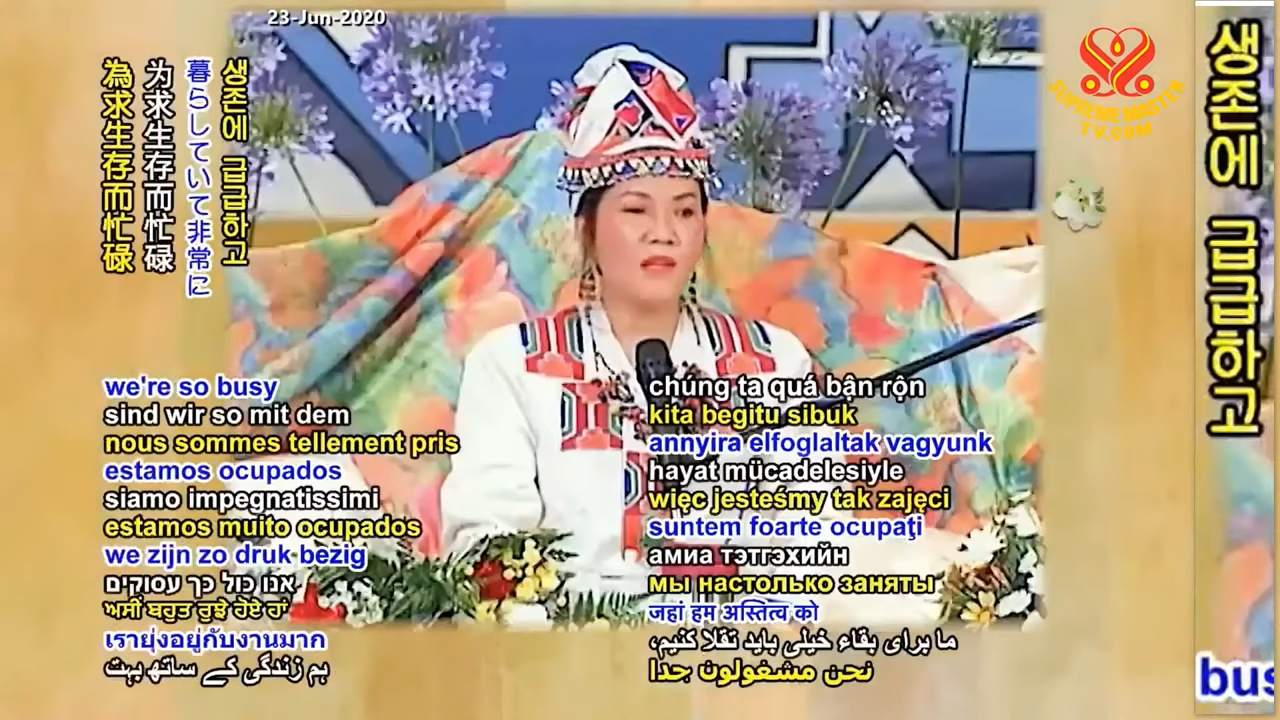 23-Jun-2020
SUPREME MASTER
TV.COM
생존에 급급하고
暮らしていて非常に
为求生存而忙碌
為求生存而忙碌
we're so busy
sind wir so mit dem
nous sommes tellement pris
estamos ocupados
siamo impegnatissimi
estamos muito ocupados
we zijn zo druk bezig
אנו כול כך עסוקים
ਅਸੀਂ ਬਹੁਤ ਰੁਝੇ ਹੋਏ ਹਾਂ
เรายุ่งอยู่กับงานมาก
ہم زندگی کے ساتھ بہت
chúng ta quá bận rộn
kita begitu sibuk
annyira elfoglaltak vagyunk
hayat mücadelesiyle
więc jesteśmy tak zajęci
suntem foarte ocupaţi
амиа тэтгэхийн
мы настолько заняты
जहां हम अस्तित्व को
ما برای بقاء خیلی باید تقلا کنیم،
نحن مشغولون جدا
생존에 급급하고
bus